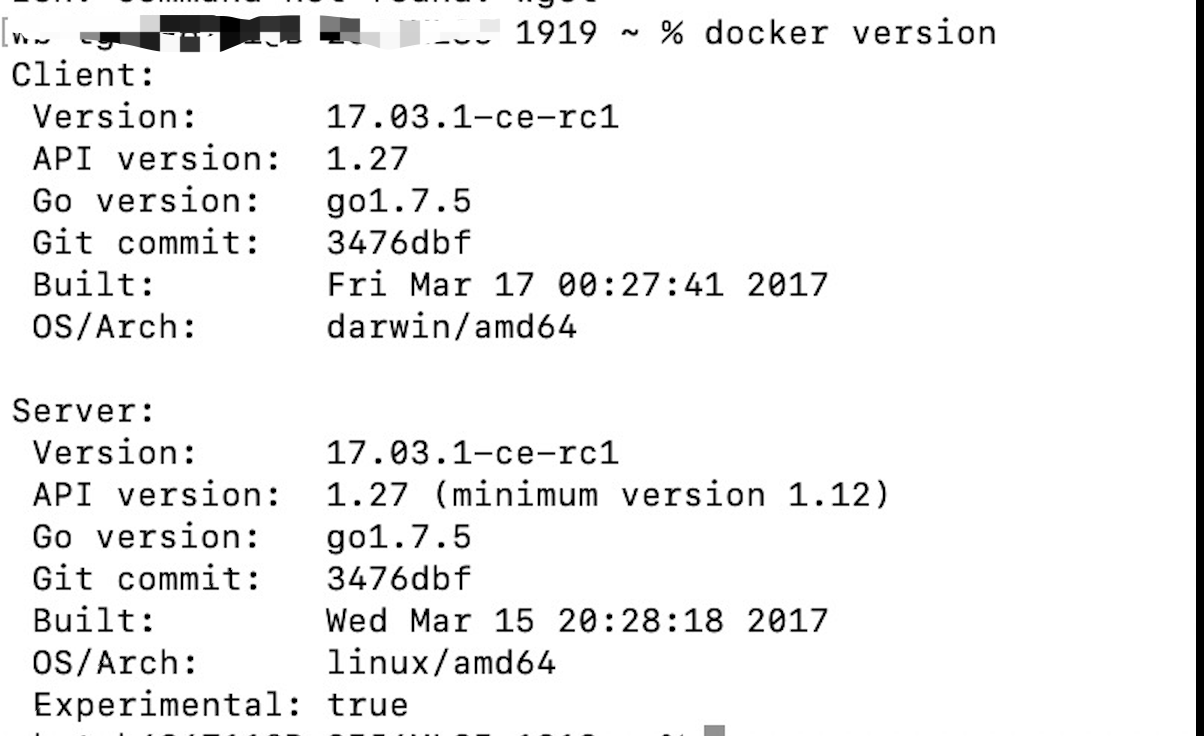 zsh: command not found: wget
1919 ~ % docker version
Client:
Version: 17.03.1-ce-rc1
API version: 1.27
Go version: go1.7.5
Git commit: 3476dbf
Built: Fri Mar 17 00:27:41 2017
OS/Arch: darwin/amd64
Server:
Version: 17.03.1-ce-rc1
API version: 1.27 (minimum version 1.12)
Go version: go1.7.5
Git commit: 3476dbf
Built: Wed Mar 15 20:28:18 2017
OS/Arch: linux/amd64
Experimental: true